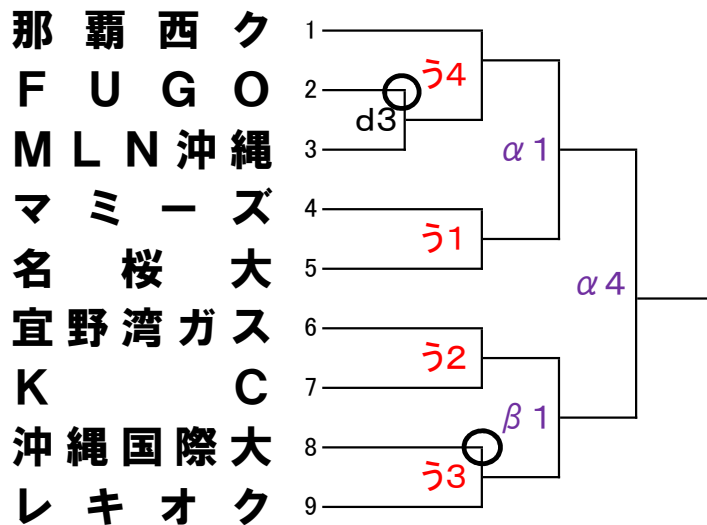 那覇西ク 1
FUGO 2
う4
d3
MLN沖縄 3
α1
マミーズ 4
う1
名桜大 5
α4
宜野湾ガス 6
う2
KC 7
β1
沖縄国際大 8
う3
レキオク 9